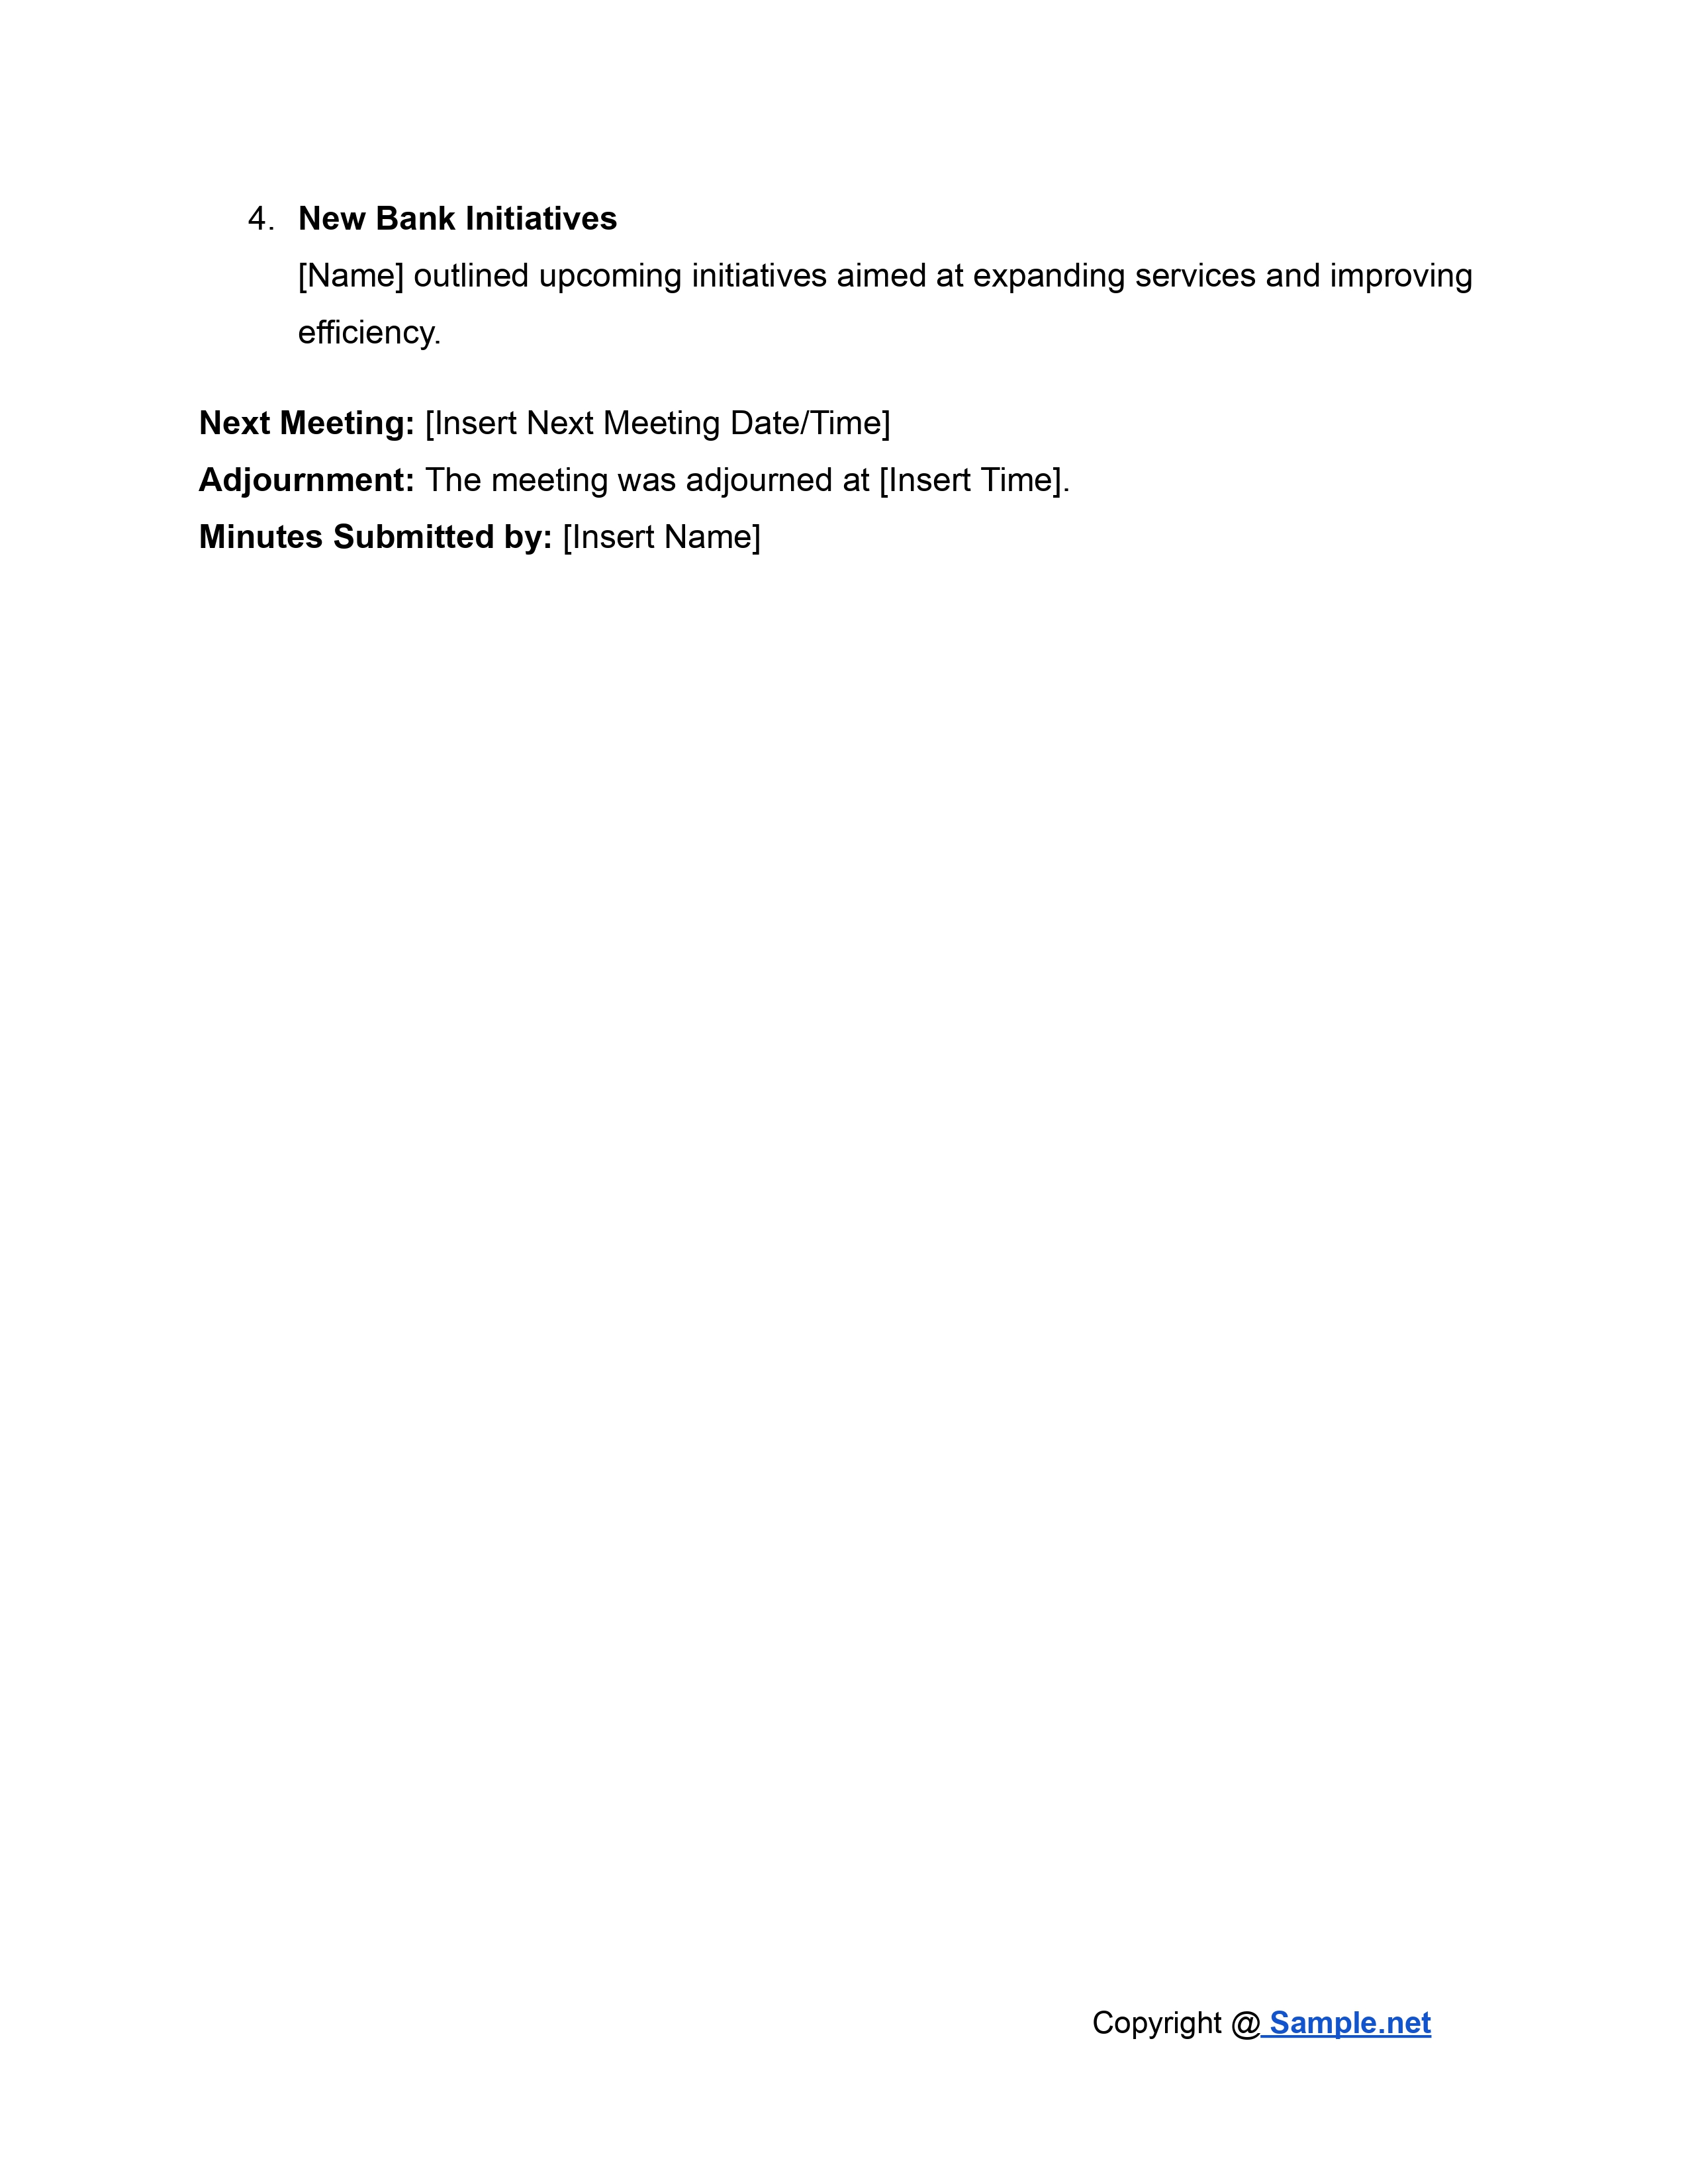 4. New Bank Initiatives
[Name] outlined upcoming initiatives aimed at expanding services and improving
efficiency.
Next Meeting: [Insert Next Meeting Date/Time]
Adjournment: The meeting was adjourned at [Insert Time].
Minutes Submitted by: [Insert Name]
Copyright @ Sample.net